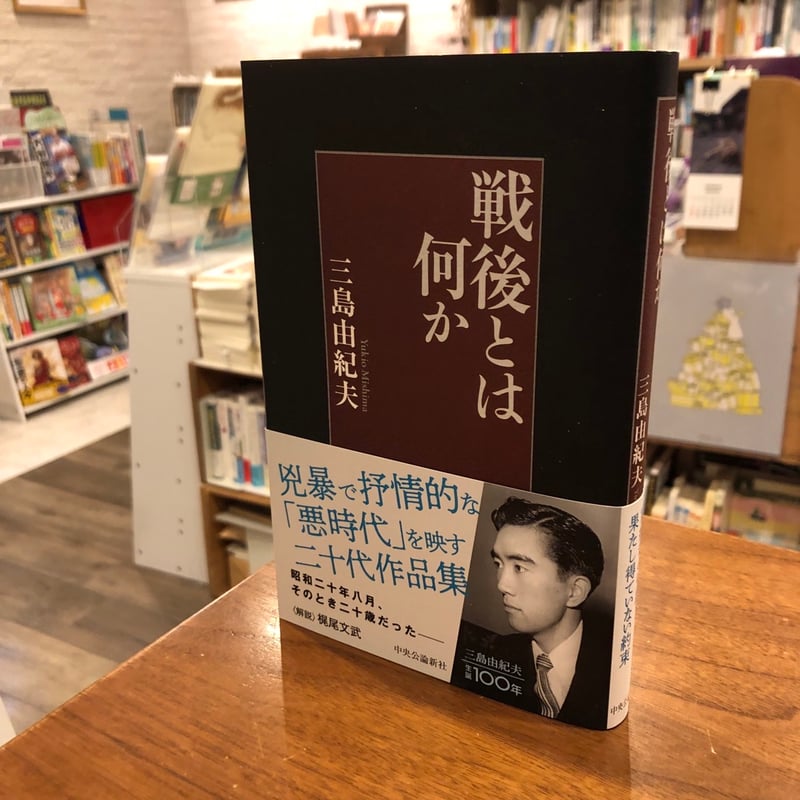 戦後とは
何か
三島由紀夫
Yukio Mishima
兇暴で抒情的な
「悪時代」を映す
二十代作品集
昭和二十年八月、
そのとき二十歳だった――
〈解説〉梶尾文武
中央公論新社
三島由紀夫
生誕100年
三島由紀夫
果たし得ていない約束